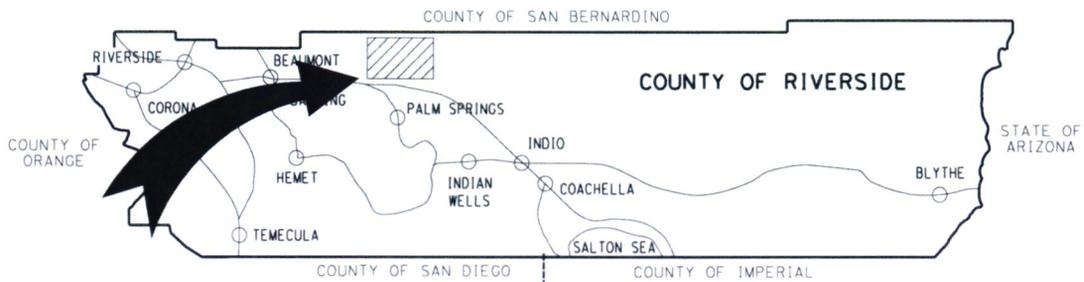 COUNTY OF SAN BERNARDINO
RIVERSIDE
BEAUMONT
COUNTY OF RIVERSIDE
CORONA
PALM SPRINGS
COUNTY OF
ORANGE
STATE OF
ARIZONA
INDIO
HEMET
INDIAN
WELLS
COACHELLA
BLYTHE
TEMECULA
SALTON SEA
COUNTY OF SAN DIEGO
COUNTY OF IMPERIAL